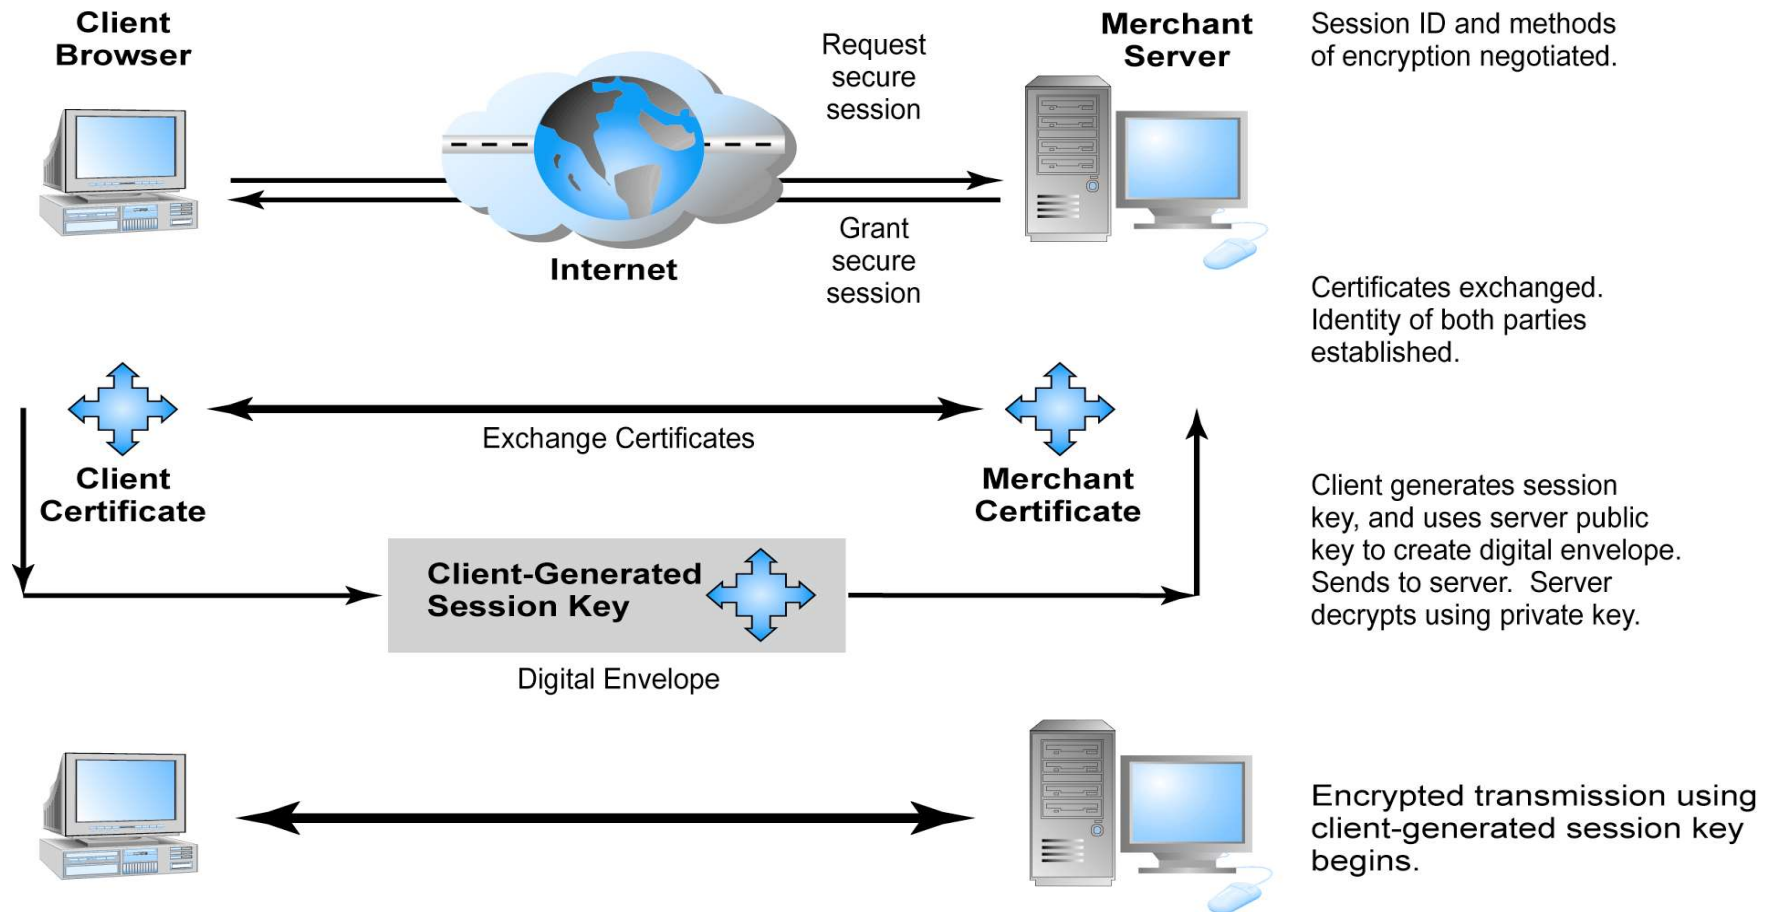 Client
Browser
Request
secure
session
Merchant
Server
Session ID and methods
of encryption negotiated.
Internet
Grant
secure
session
Certificates exchanged.
Identity of both parties
established.
Exchange Certificates
Client
Certificate
Merchant
Certificate
Client generates session
key, and uses server public
key to create digital envelope.
Sends to server.  Server
decrypts using private key.
Client-Generated
Session Key
Digital Envelope
Encrypted transmission using
client-generated session key
begins.